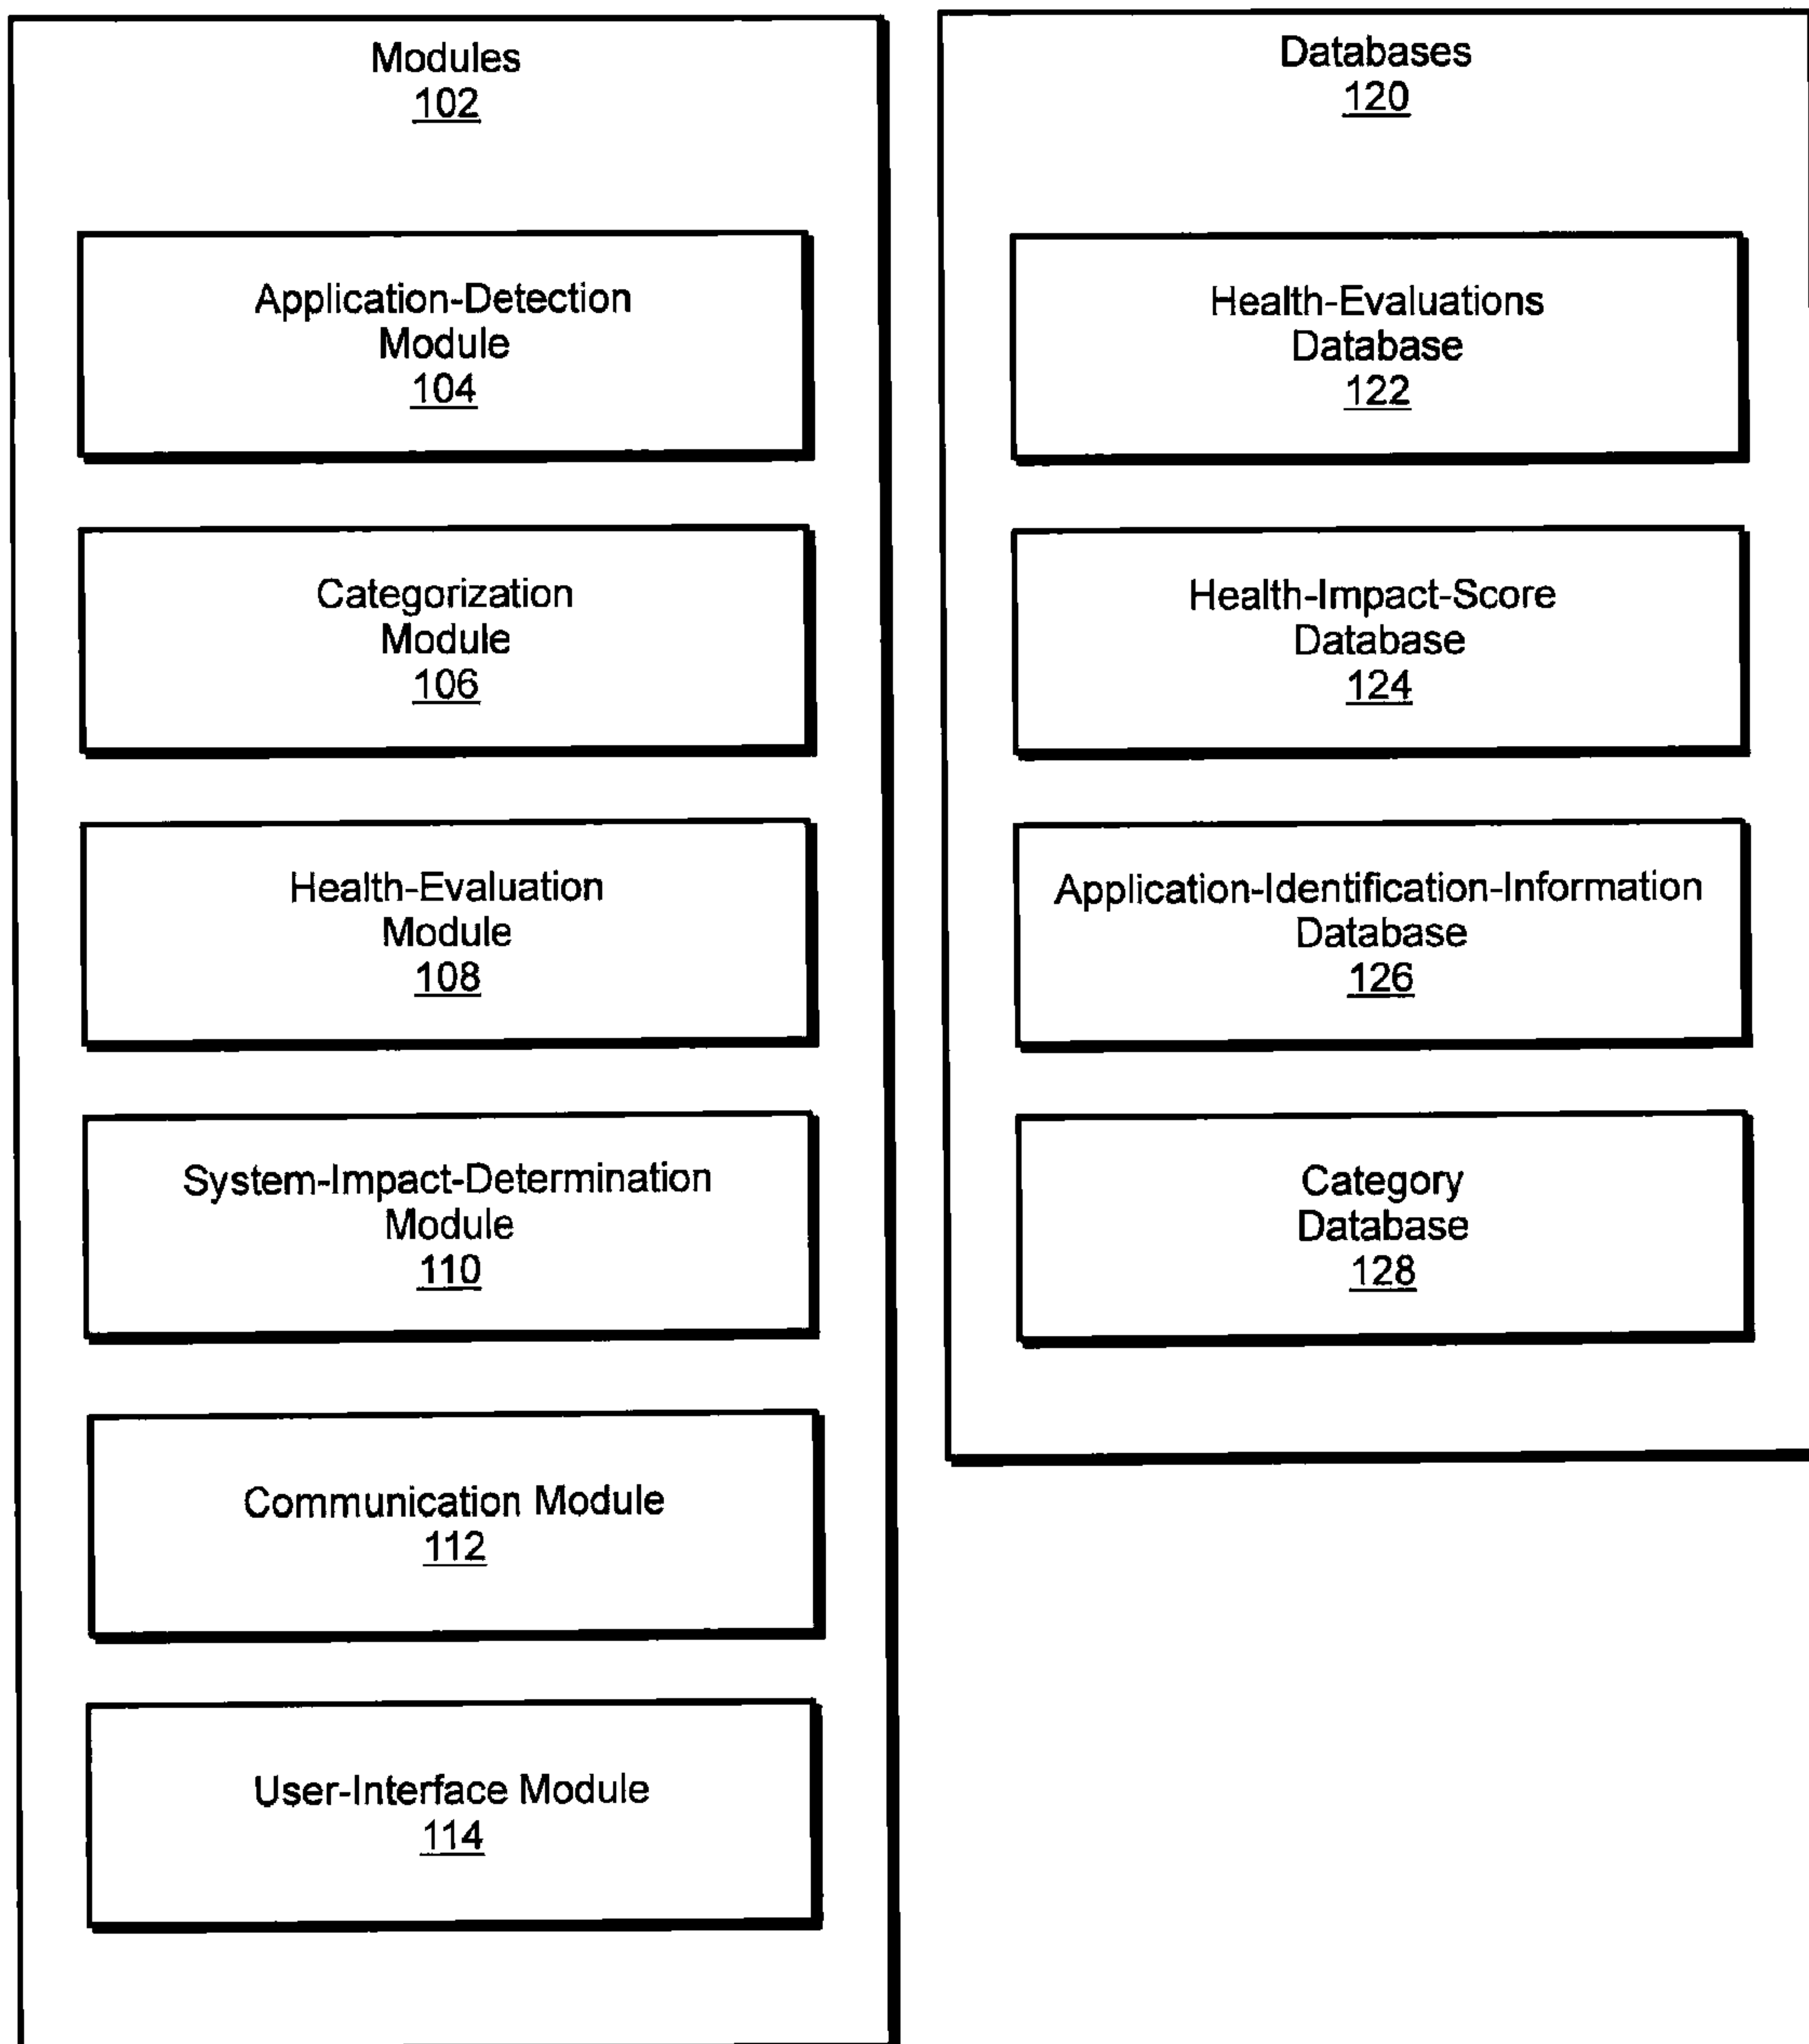 Modules
102
Application-Detection
Module
104
Categorization
Module
106
Health-Evaluation
Module
108
System-Impact-Determination
Module
110
Communication Module
112
User-Interface Module
114
Databases
120
Health-Evaluations
Database
122
Health-Impact-Score
Database
124
Application-Identification-Information
Database
126
Category
Database
128